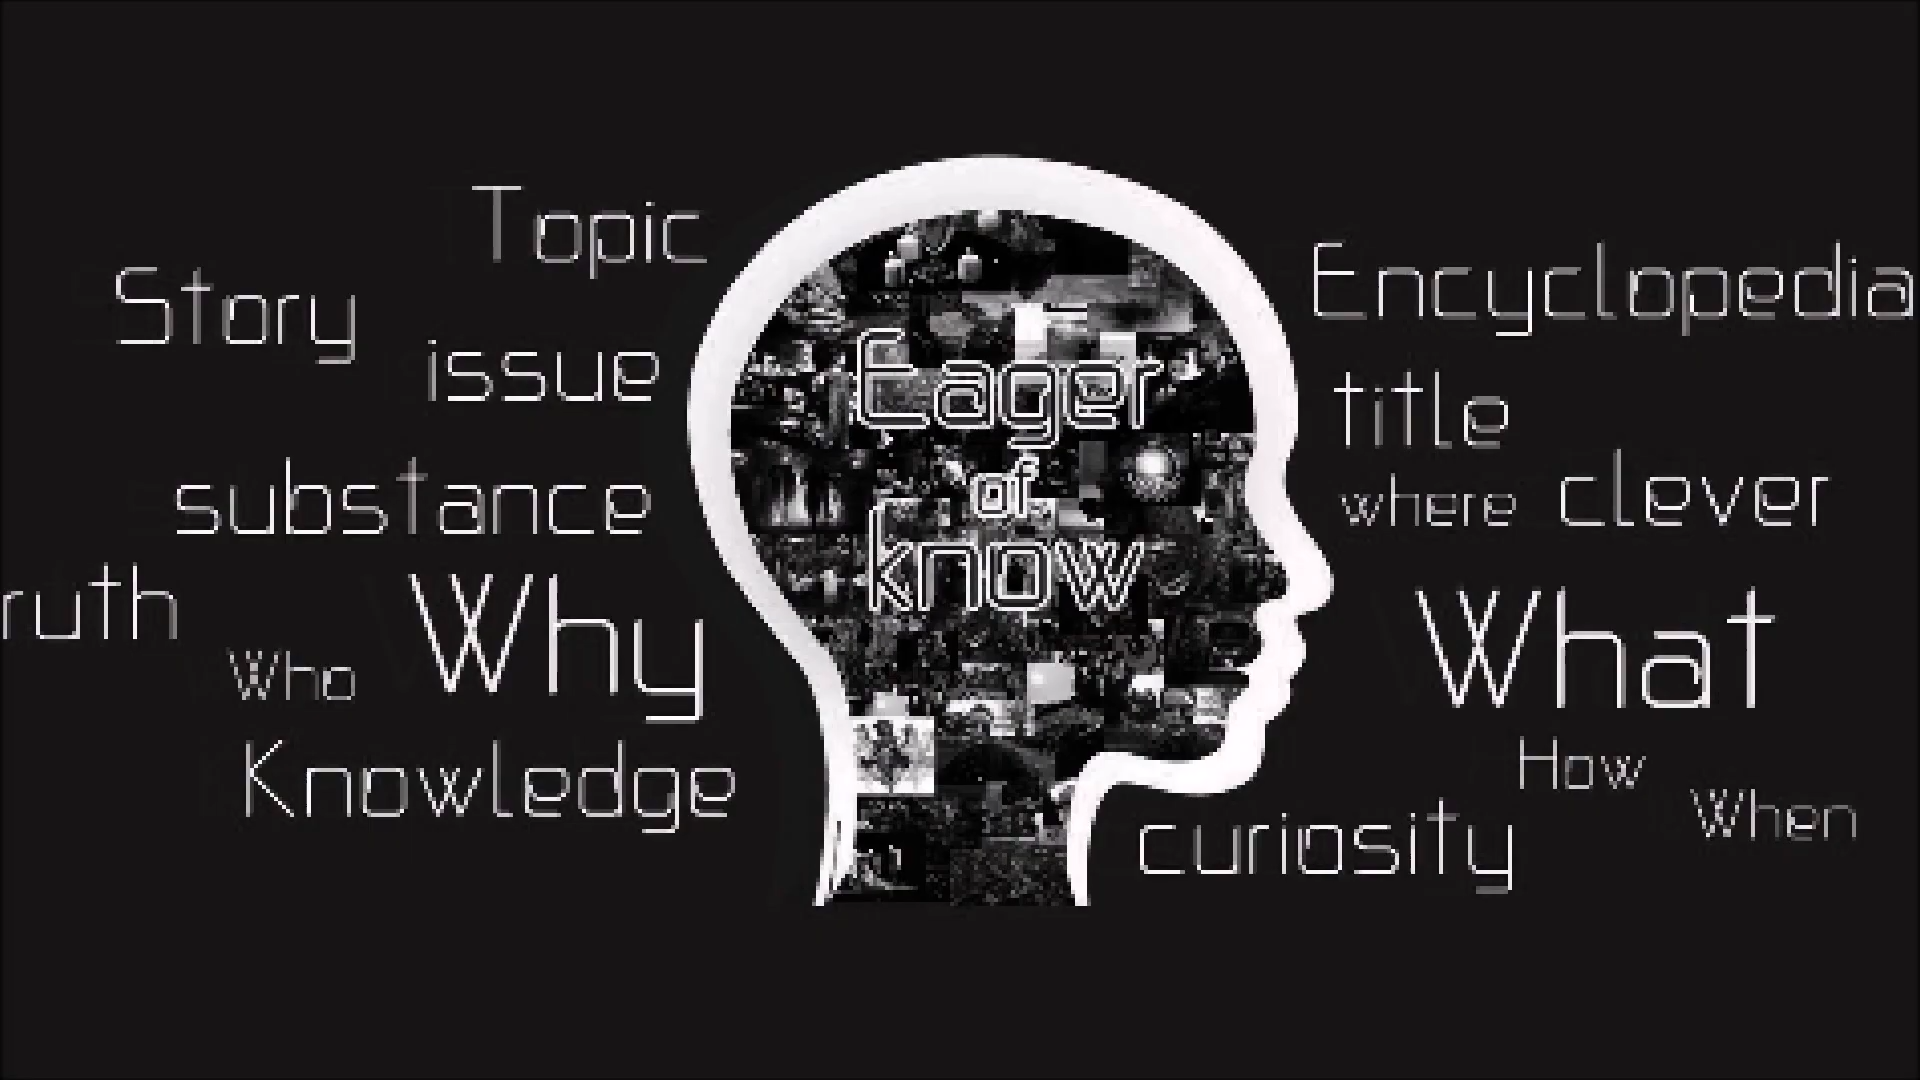 Topic
Story
issue
substance
ruth
Why
Who
Knowledge
Eager
of
know
Encyclopedia
title
where clever
What
How
When
curiosity